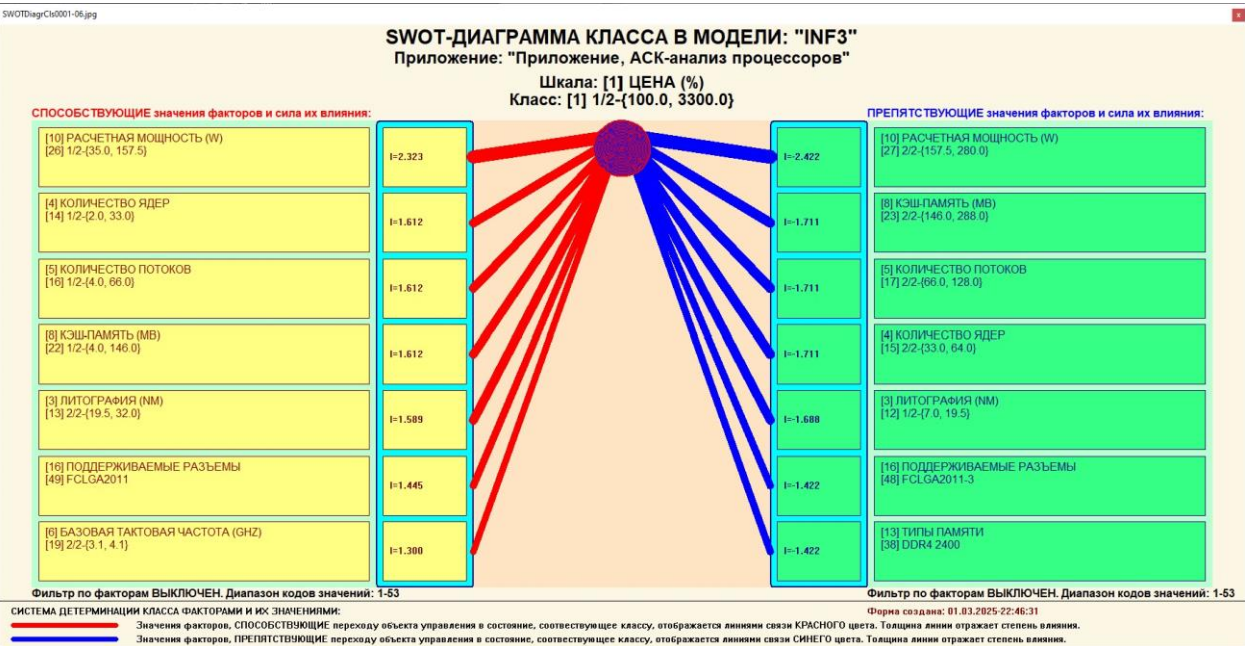 SWOTDiagrCls0001-06.jpg
x
SWOT-ДИАГРАММА КЛАССА В МОДЕЛИ: "INF3"
Приложение: "Приложение, АСК-анализ процессоров"
Шкала: [1] ЦЕНА (%)
Класс: [1] 1/2-{100.0, 3300.0}
СПОСОБСТВУЮЩИЕ значения факторов и сила их влияния:
[10] РАСЧЕТНАЯ МОЩНОСТЬ (W)
[26] 1/2-{35.0, 157.5}
I=2.323
[4] КОЛИЧЕСТВО ЯДЕР
[14] 1/2-{2.0, 33.0}
I=1.612
[5] КОЛИЧЕСТВО ПОТОКОВ
[16] 1/2-{4.0, 66.0}
I=1.612
[8] КЭШ-ПАМЯТЬ (MB)
[22] 1/2-{4.0, 146.0}
I=1.612
[3] ЛИТОГРАФИЯ (NM)
[13] 2/2-{19.5, 32.0}
I=1.589
[16] ПОДДЕРЖИВАЕМЫЕ РАЗЪЕМЫ
[49] FCLGA2011
I=1.445
[6] БАЗОВАЯ ТАКТОВАЯ ЧАСТОТА (GHZ)
[19] 2/2-{3.1, 4.1}
I=1.300
Фильтр по факторам ВЫКЛЮЧЕН. Диапазон кодов значений: 1-53
ПРЕПЯТСТВУЮЩИЕ значения факторов и сила их влияния:
I=-2.422
[10] РАСЧЕТНАЯ МОЩНОСТЬ (W)
[27] 2/2-{157.5, 280.0}
I=-1.711
[8] КЭШ-ПАМЯТЬ (MB)
[23] 2/2-{146.0, 288.0}
I=-1.711
[5] КОЛИЧЕСТВО ПОТОКОВ
[17] 2/2-{66.0, 128.0}
I=-1.711
[4] КОЛИЧЕСТВО ЯДЕР
[15] 2/2-{33.0, 64.0}
I=-1.688
[3] ЛИТОГРАФИЯ (NM)
[12] 1/2-{7.0, 19.5}
I=-1.422
[16] ПОДДЕРЖИВАЕМЫЕ РАЗЪЕМЫ
[48] FCLGA2011-3
I=-1.422
[13] ТИПЫ ПАМЯТИ
[38] DDR4 2400
Фильтр по факторам ВЫКЛЮЧЕН. Диапазон кодов значений: 1-53
СИСТЕМА ДЕТЕРМИНАЦИИ КЛАССА ФАКТОРАМИ И ИХ ЗНАЧЕНИЯМИ:
Форма создана: 01.03.2025-22:46:31
Значения факторов, СПОСОБСТВУЮЩИЕ переходу объекта управления в состояние, соотвествующее классу, отображается линиями связи КРАСНОГО цвета. Толщина линии отражает степень влияния.
Значения факторов, ПРЕПЯТСТВУЮЩИЕ переходу объекта управления в состояние, соотвествующее классу, отображается линиями связи СИНЕГО цвета. Толщина линии отражает степень влияния.